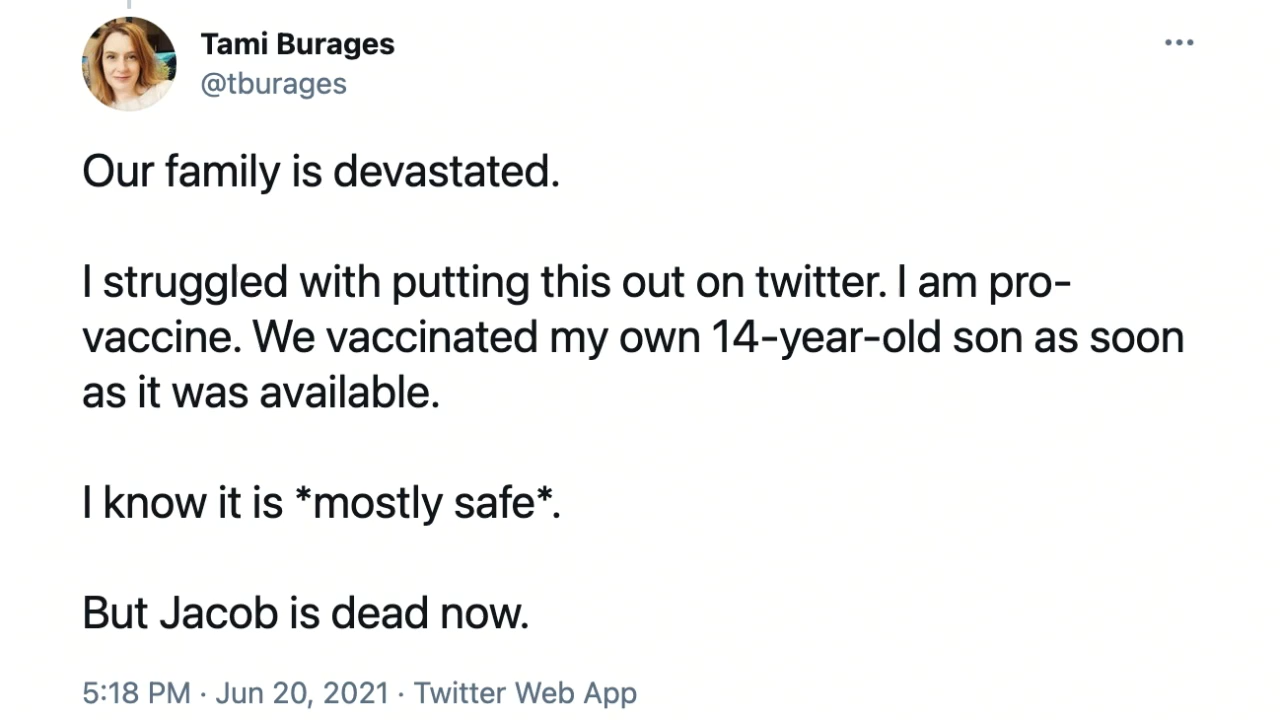 Tami Burages
@tburages
Our family is devastated.
I struggled with putting this out on twitter. I am pro-
vaccine. We vaccinated my own 14-year-old son as soon
as it was available.
I know it is *mostly safe*.
But Jacob is dead now.
5:18 PM · Jun 20, 2021 · Twitter Web App